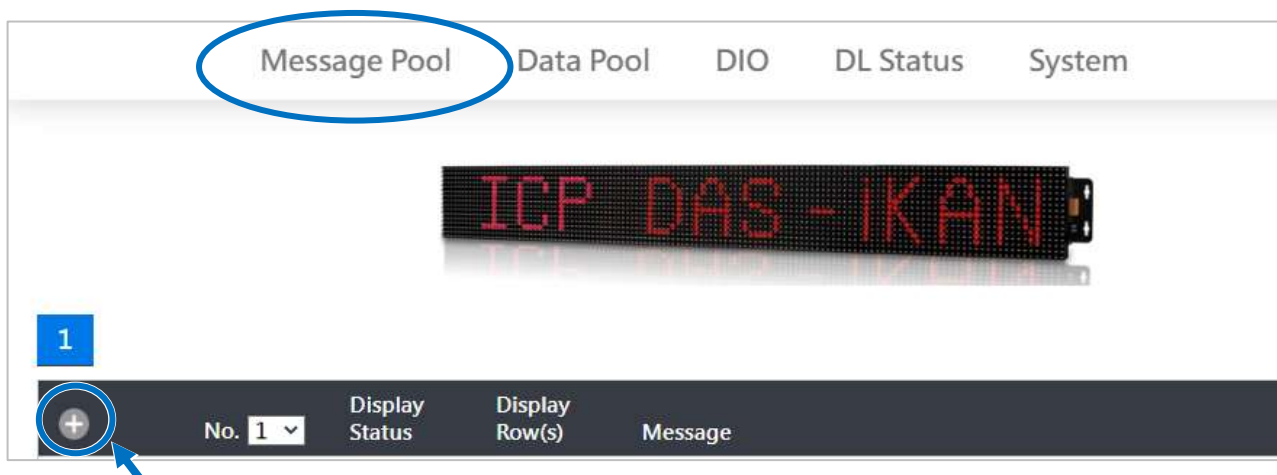 Message Pool Data Pool DIO DL Status System
ICP DAS - iKAN
1
No. 1 Display Status Display Row(s) Message